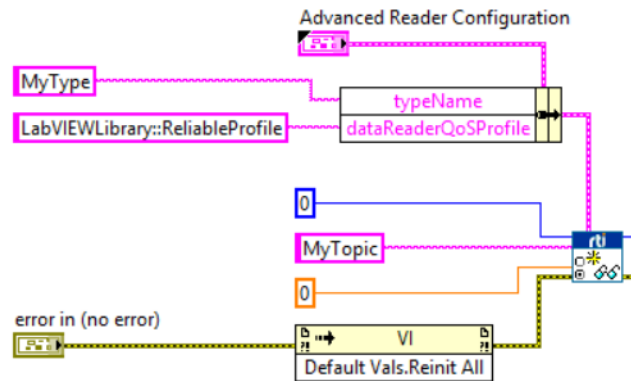 Advanced Reader Configuration
MyType
typeName
LabVIEWLibrary::ReliableProfile
dataReaderQoSProfile
0
rti
MyTopic
0
error in (no error)
VI
Default Vals.Reinit All